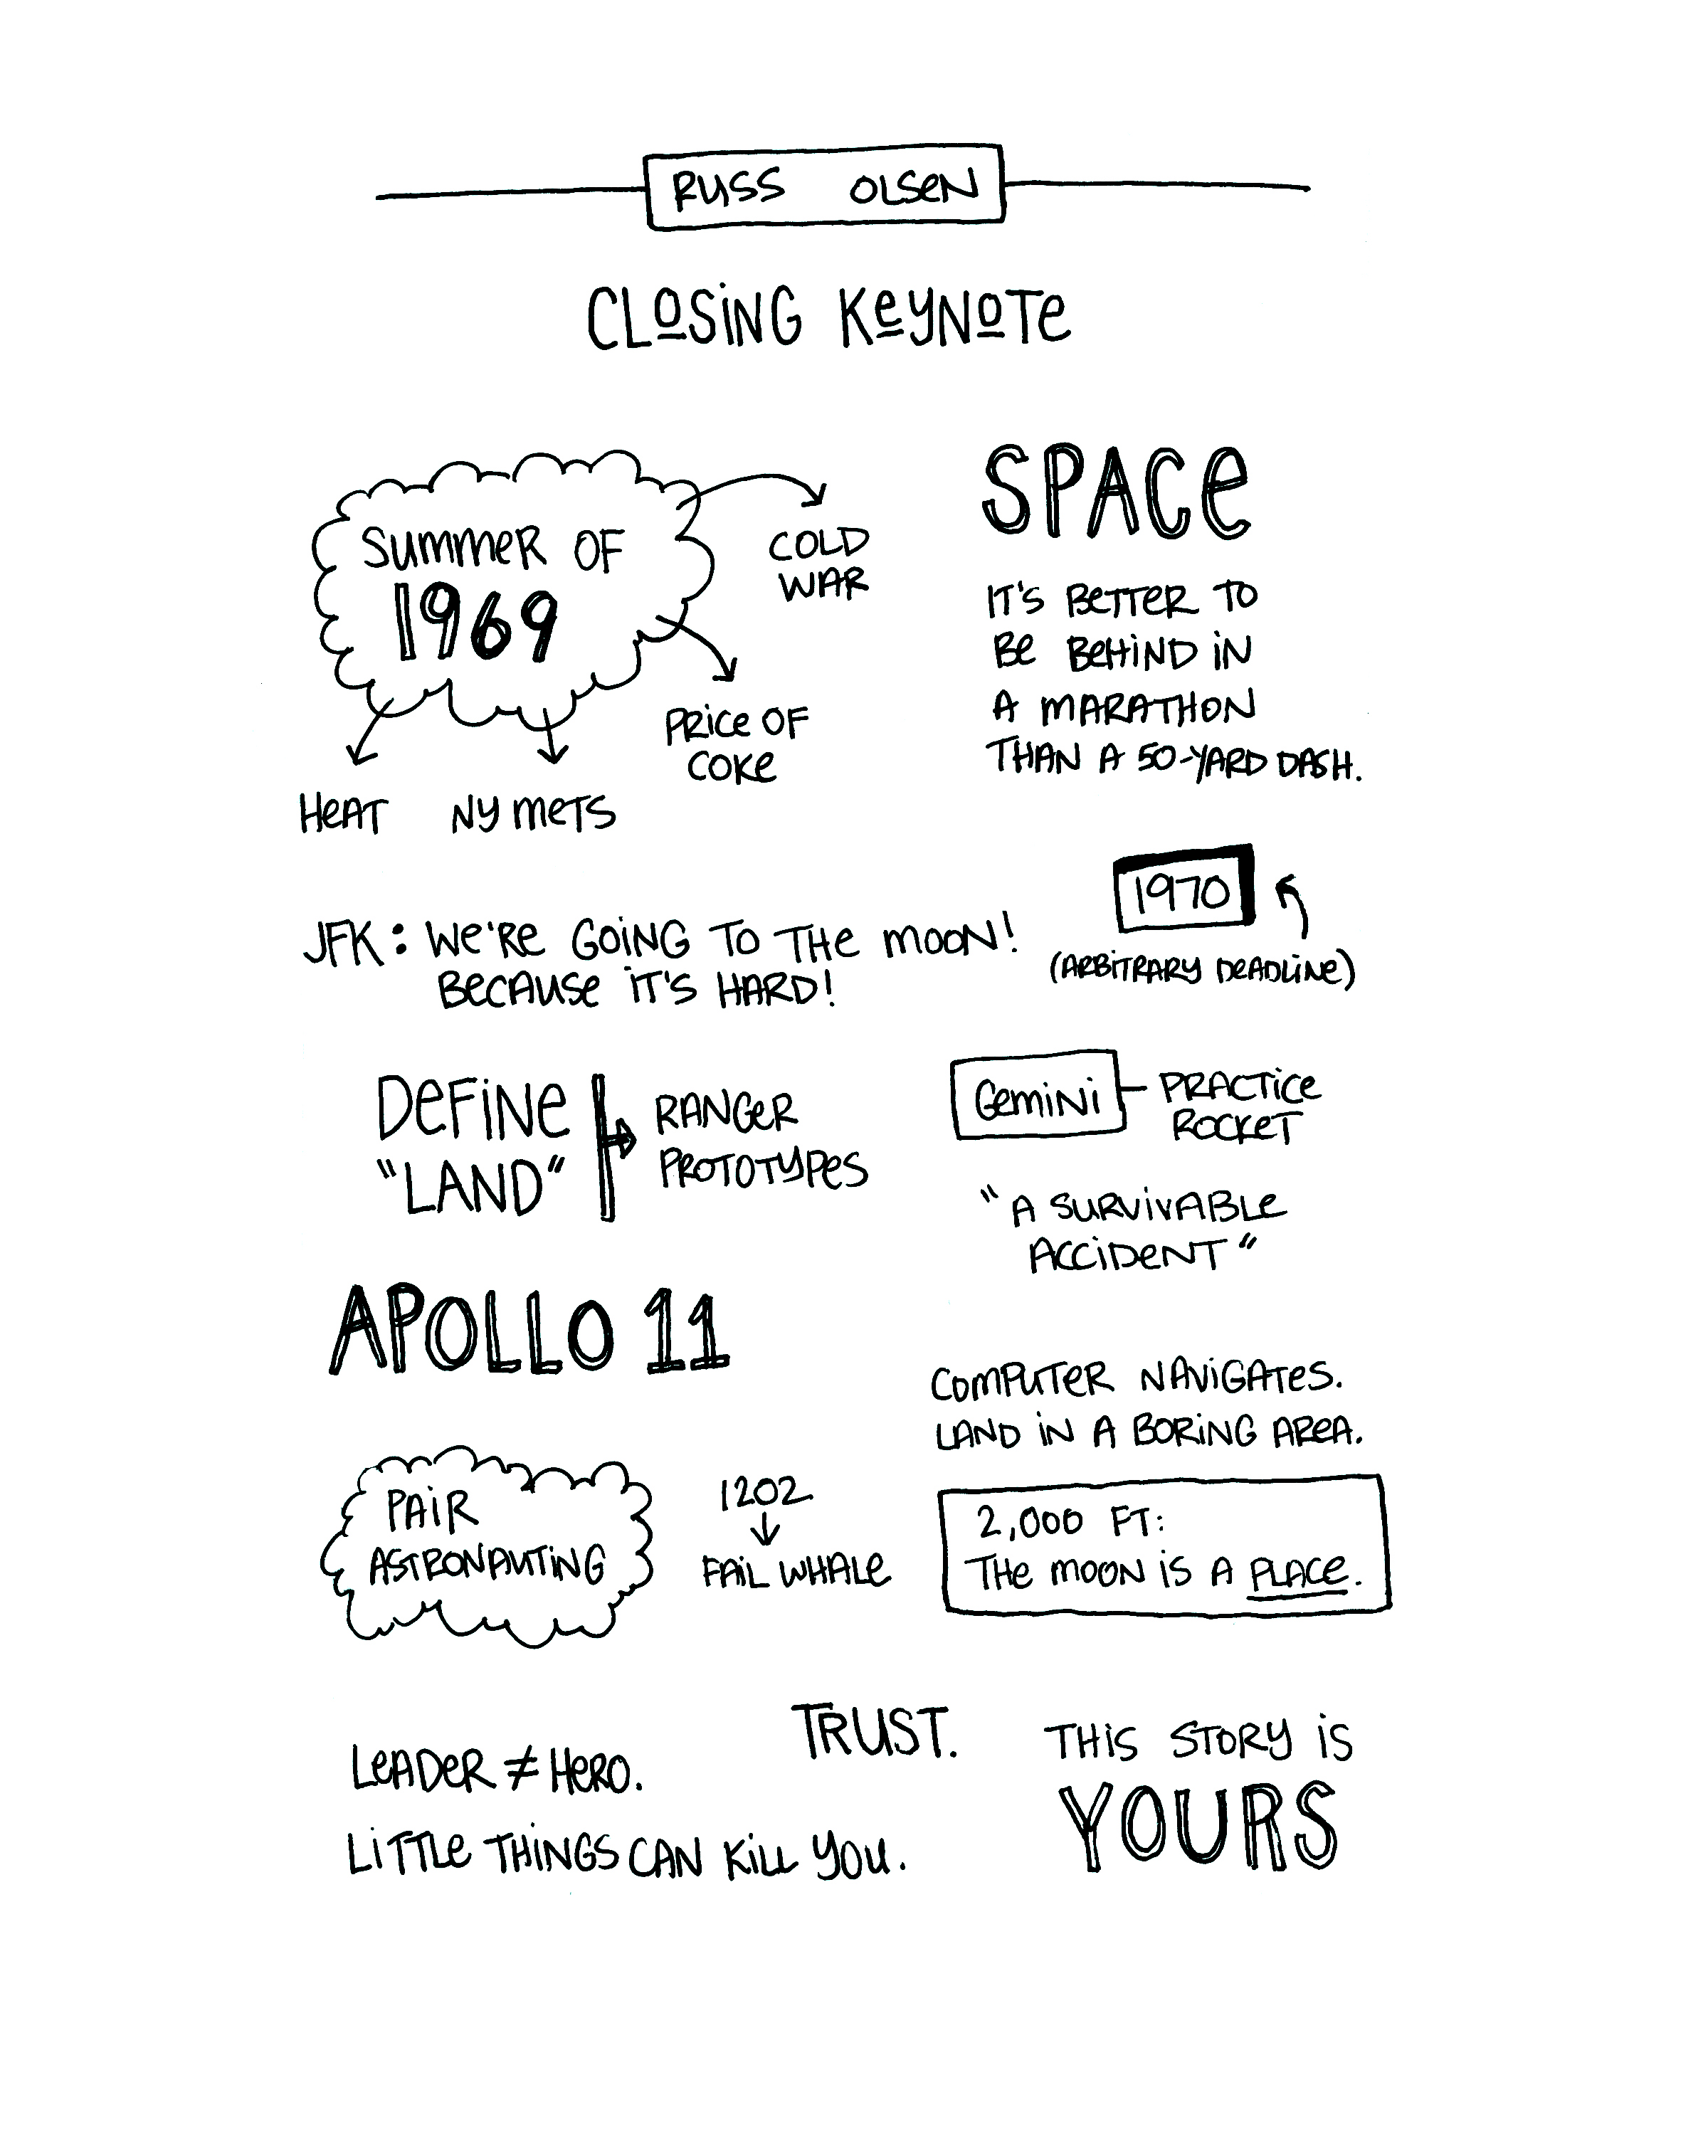 RUSS OLSEN
CLOSING KEYNOTE
SUMMER OF
1969
COLD
WAR
PRICE OF
COKE
HEAT
NY METS
SPACE
IT'S BETTER TO
BE BEHIND IN
A MARATHON
THAN A 50-YARD DASH.
JFK: WE'RE GOING TO THE MOON!
BECAUSE IT'S HARD!
1970
(ARBITRARY DEADLINE)
DEFINE
"LAND"
RANGER
PROTOTYPES
GEMINI
PRACTICE
ROCKET
"A SURVIVABLE
ACCIDENT"
APOLLO 11
COMPUTER NAVIGATES.
LAND IN A BORING AREA.
PAIR
ASTRONAUTING
1202
FAIL WHALE
2,000 FT:
THE MOON IS A PLACE.
LEADER ≠ HERO.
TRUST.
LITTLE THINGS CAN KILL YOU.
THIS STORY IS
YOURS